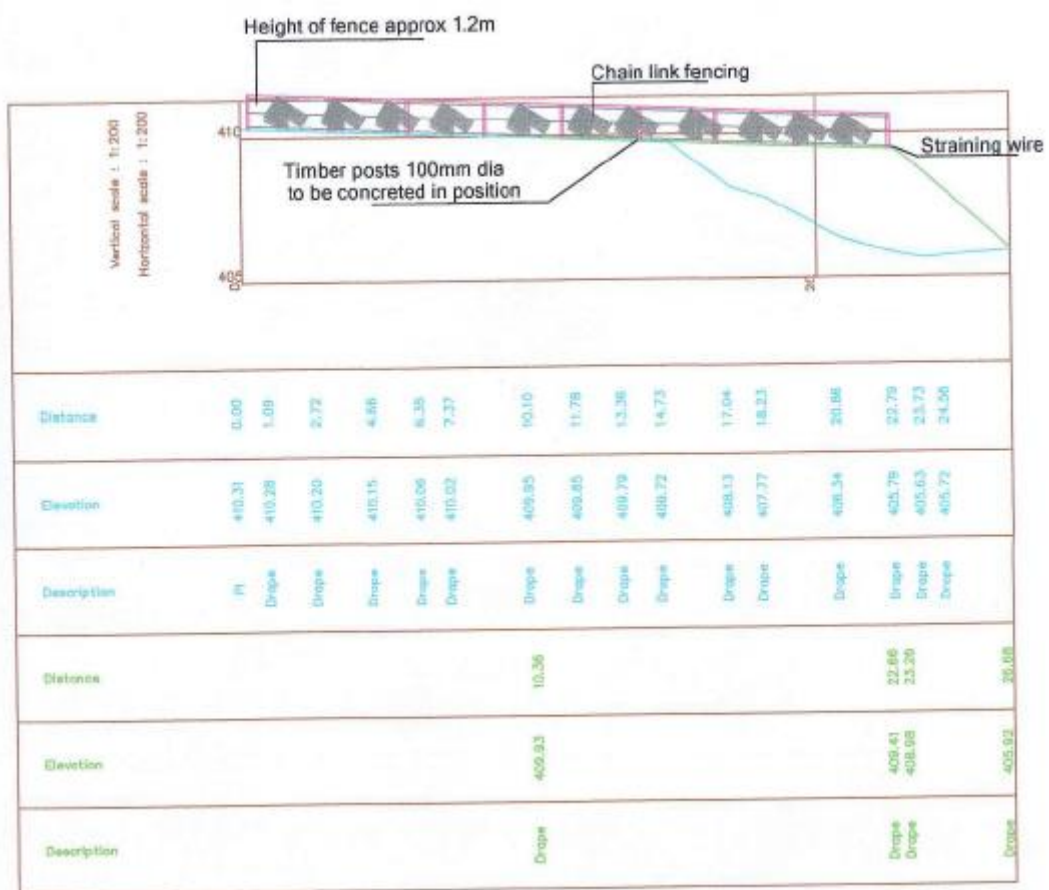 Height of fence approx 1.2m
Chain link fencing
Straining wire
Timber posts 100mm dia
to be concreted in position
Vertical scale : 1:200
Horizontal scale : 1:200
410
405
0
20
Distance 0.00 1.09 2.72 4.66 6.35 7.37 10.10 11.78 13.36 14.73 17.04 18.23 20.86 22.79 23.73 24.56
Elevation 410.31 410.28 410.20 410.15 410.06 410.02 409.95 409.85 409.79 409.72 408.13 407.77 406.34 405.79 405.63 405.72
Description PI Drape Drape Drape Drape Drape Drape Drape Drape Drape Drape Drape Drape Drape Drape Drape
Distance 10.36 22.66 23.26 26.68
Elevation 409.93 409.41 408.98 405.92
Description Drape Drape Drape Drape